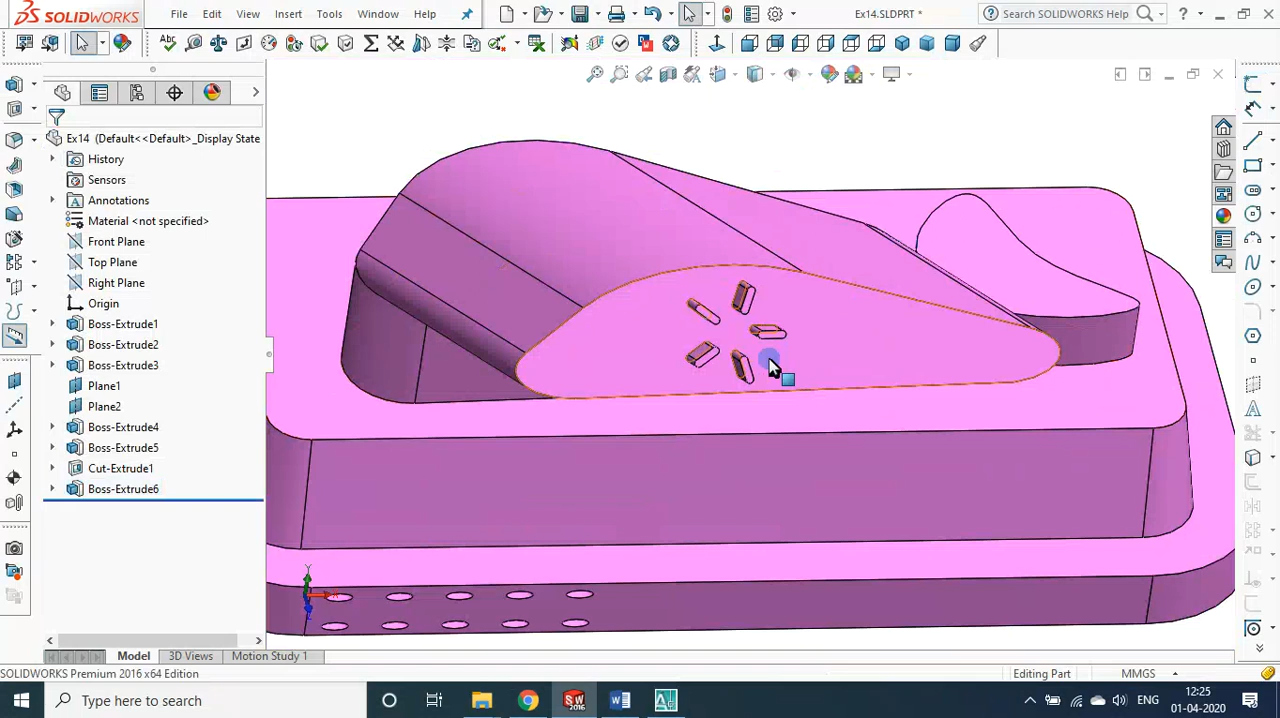 SOLIDWORKS File Edit View Insert Tools Window Help Ex14.SLDPRT * Search SOLIDWORKS Help
Ex14 (Default<<Default>_Display State
History
Sensors
Annotations
Material <not specified>
Front Plane
Top Plane
Right Plane
Origin
Boss-Extrude1
Boss-Extrude2
Boss-Extrude3
Plane1
Plane2
Boss-Extrude4
Boss-Extrude5
Cut-Extrude1
Boss-Extrude6
Model 3D Views Motion Study 1
SOLIDWORKS Premium 2016 x64 Edition Editing Part MMGS
Type here to search ENG 12:25
01-04-2020